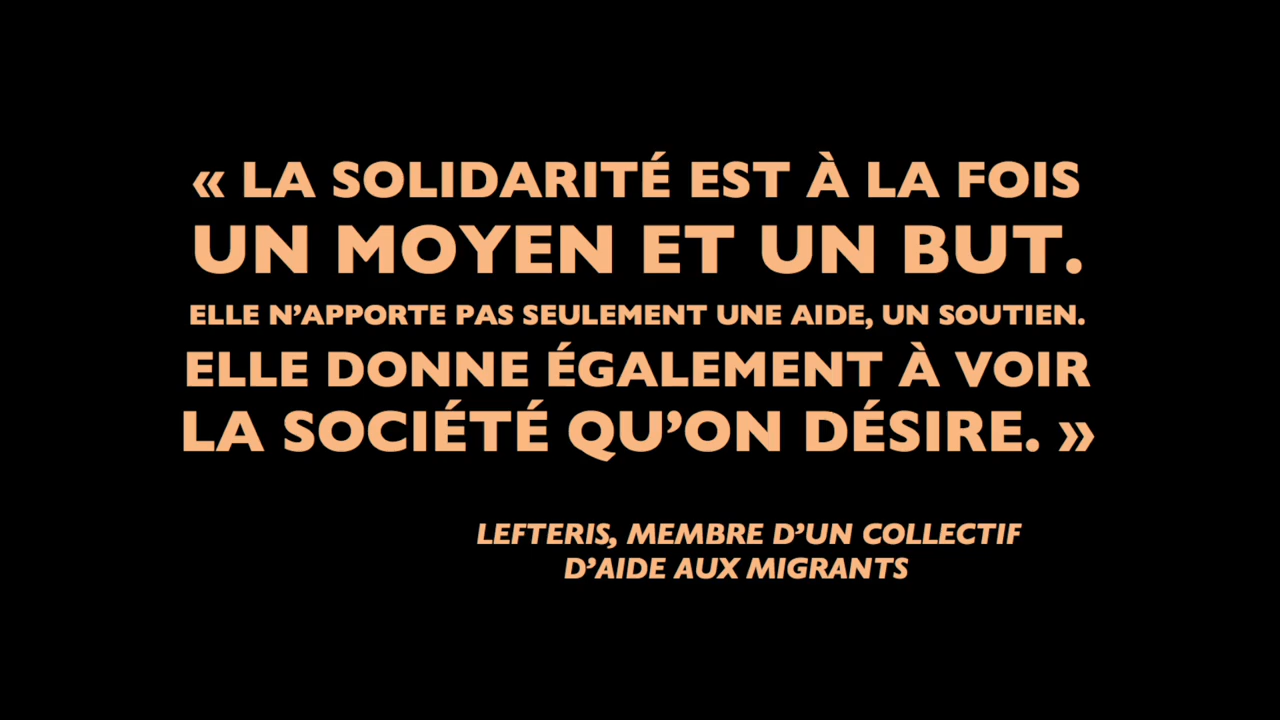 « LA SOLIDARITÉ EST À LA FOIS
UN MOYEN ET UN BUT.
ELLE N’APPORTE PAS SEULEMENT UNE AIDE, UN SOUTIEN.
ELLE DONNE ÉGALEMENT À VOIR
LA SOCIÉTÉ QU’ON DÉSIRE. »
LEFTERIS, MEMBRE D’UN COLLECTIF
D’AIDE AUX MIGRANTS